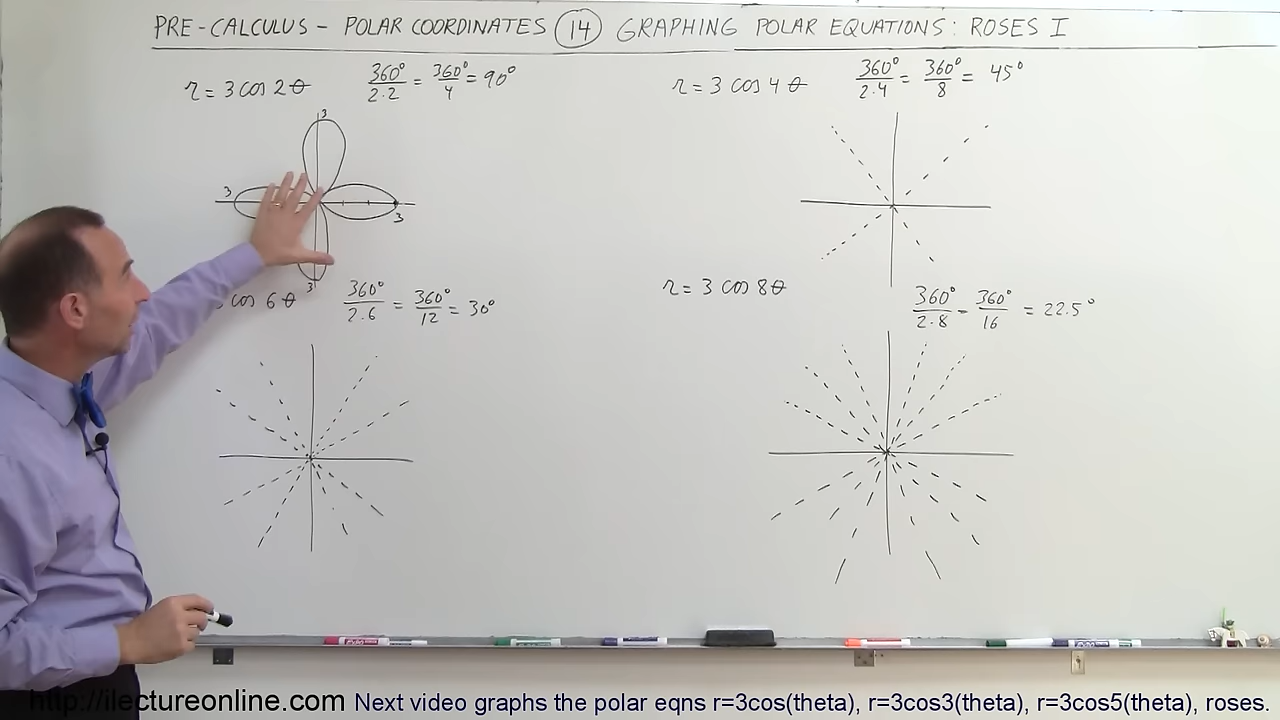 PRE-CALCULUS - POLAR COORDINATES 14 GRAPHING POLAR EQUATIONS: ROSES I
r = 3 cos 2θ
360°/2·2 = 360°/4 = 90°
r = 3 cos 4θ
360°/2·4 = 360°/8 = 45°
3
3
3
3
cos 6θ
360°/2·6 = 360°/12 = 30°
r = 3 cos 8θ
360°/2·8 - 360°/16 = 22.5°
http://ilectureonline.com Next video graphs the polar eqns r=3cos(theta), r=3cos3(theta), r=3cos5(theta), roses.